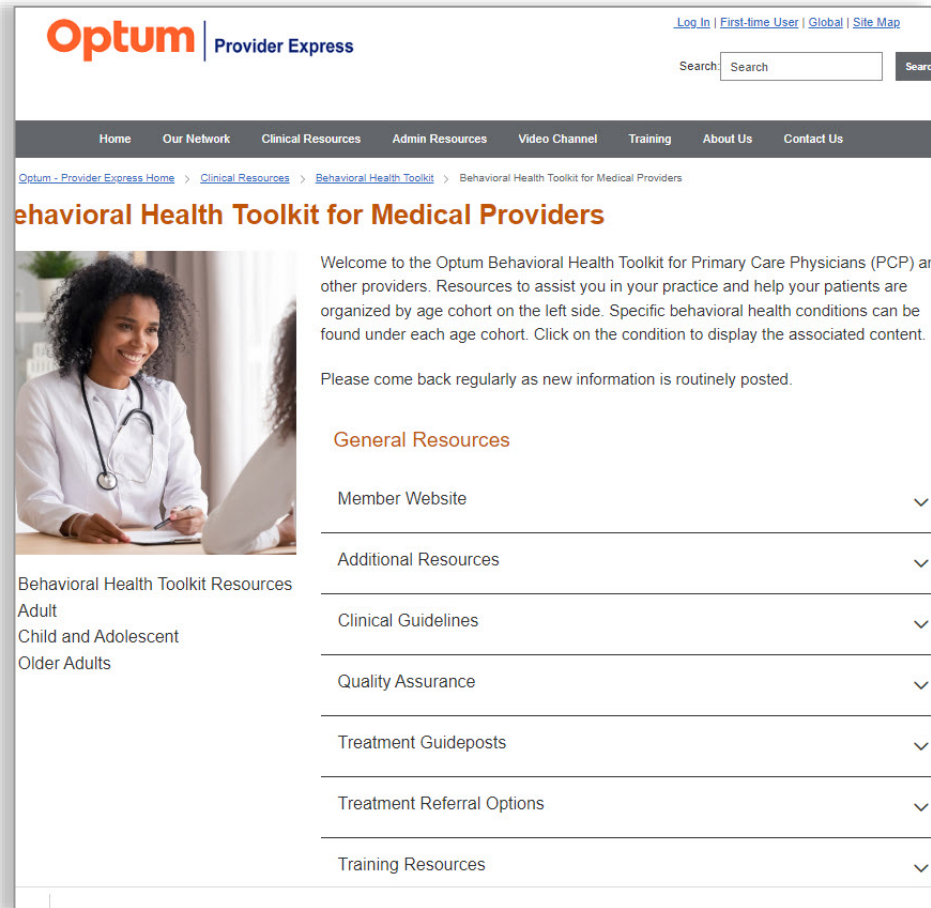 Optum Provider Express
Log In | First-time User | Global | Site Map
Search: Search
Home Our Network Clinical Resources Admin Resources Video Channel Training About Us Contact Us
Optum - Provider Express Home > Clinical Resources > Behavioral Health Toolkit > Behavioral Health Toolkit for Medical Providers
ehavioral Health Toolkit for Medical Providers
Welcome to the Optum Behavioral Health Toolkit for Primary Care Physicians (PCP) an
other providers. Resources to assist you in your practice and help your patients are
organized by age cohort on the left side. Specific behavioral health conditions can be
found under each age cohort. Click on the condition to display the associated content.
Please come back regularly as new information is routinely posted.
General Resources
Member Website
Additional Resources
Clinical Guidelines
Quality Assurance
Treatment Guideposts
Treatment Referral Options
Training Resources
Behavioral Health Toolkit Resources
Adult
Child and Adolescent
Older Adults